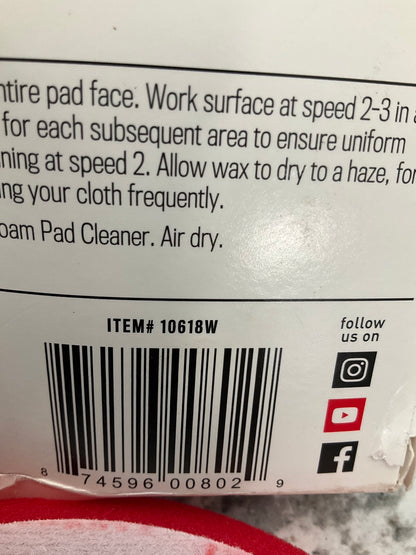 ntire pad face. Work surface at speed 2-3 in a
for each subsequent area to ensure uniform
ning at speed 2. Allow wax to dry to a haze, for
ing your cloth frequently.
oam Pad Cleaner. Air dry.
ITEM# 10618W
follow
us on
8 74596 00802 9